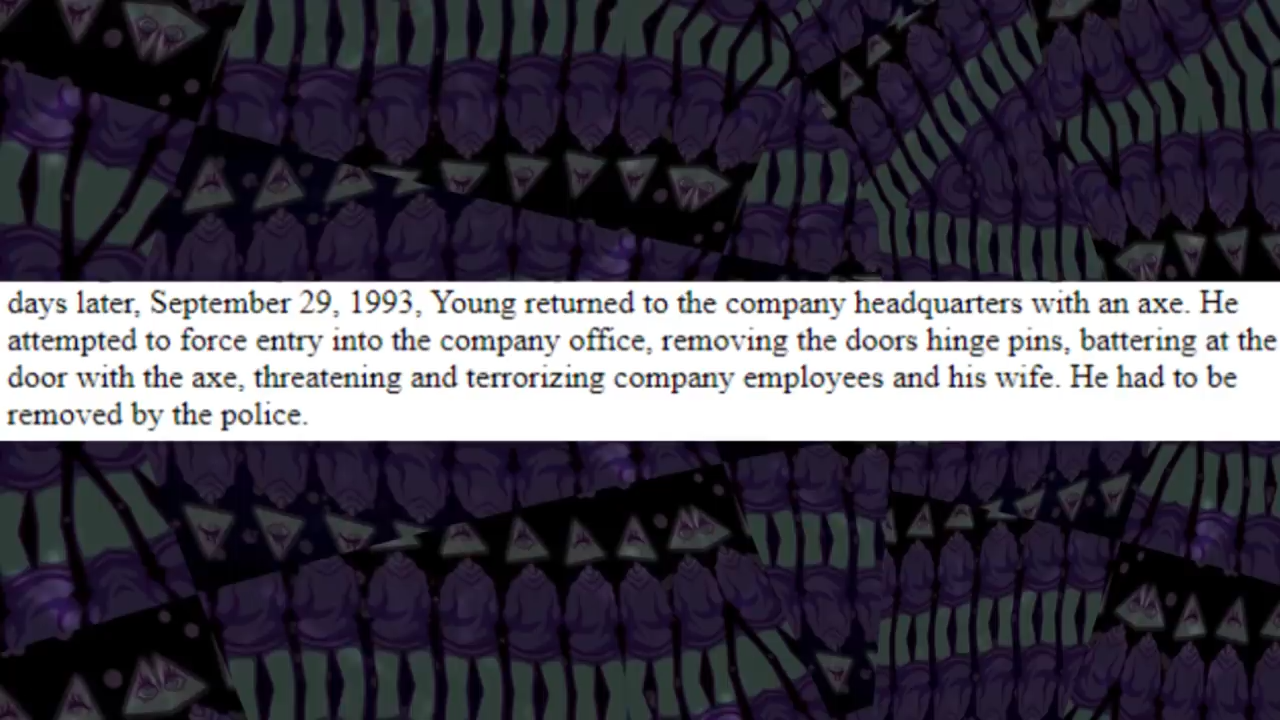 days later, September 29, 1993, Young returned to the company headquarters with an axe. He
attempted to force entry into the company office, removing the doors hinge pins, battering at the
door with the axe, threatening and terrorizing company employees and his wife. He had to be
removed by the police.